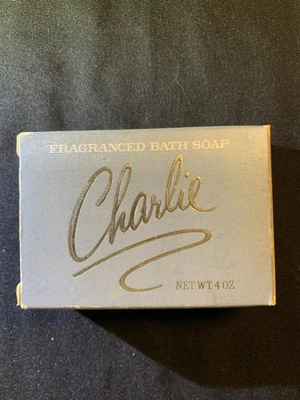 FRAGRANCED BATH SOAP
Charlie
NET WT 4 OZ.